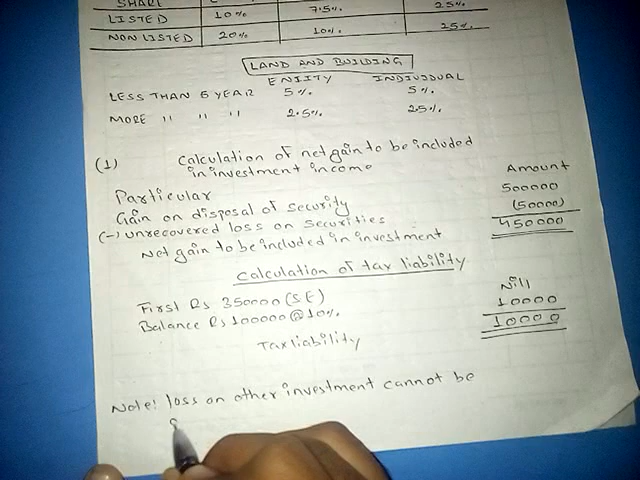 SHARE
LISTED 10% 7.5% 25%
NON LISTED 20% 10% 25%
LAND AND BUILDING
ENIITY INDIVIDUAL
LESS THAN 5 YEAR 5% 5%
MORE " " " 2.5% 2.5%
(1) Calculation of net gain to be included
in investment income
Particular Amount
Gain on disposal of security 500000
(-) unrecovered loss on securities (50000)
Net gain to be included in investment 450000
calculation of tax liability
First Rs 350000 (SE) Nill
Balance Rs 100000 @ 10% 10000
Tax liability 10000
Note: loss on other investment cannot be